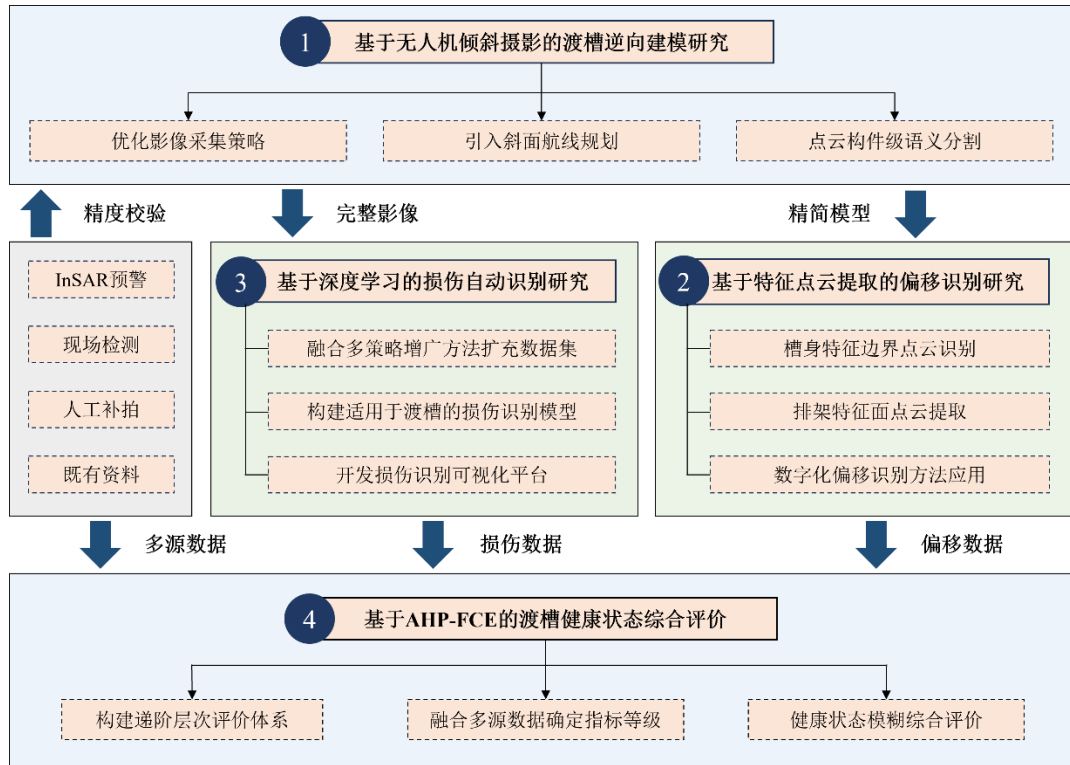 1
基于无人机倾斜摄影的渡槽逆向建模研究
优化影像采集策略
引入斜面航线规划
点云构件级语义分割
精度校验
完整影像
精简模型
InSAR预警
现场检测
人工补拍
既有资料
3
基于深度学习的损伤自动识别研究
融合多策略增广方法扩充数据集
构建适用于渡槽的损伤识别模型
开发损伤识别可视化平台
2
基于特征点云提取的偏移识别研究
槽身特征边界点云识别
排架特征面点云提取
数字化偏移识别方法应用
多源数据
损伤数据
偏移数据
4
基于AHP-FCE的渡槽健康状态综合评价
构建递阶层次评价体系
融合多源数据确定指标等级
健康状态模糊综合评价